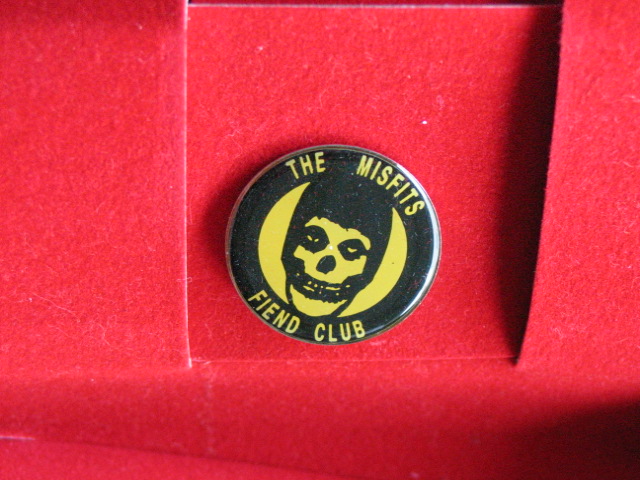 THE MISFITS
FIEND CLUB